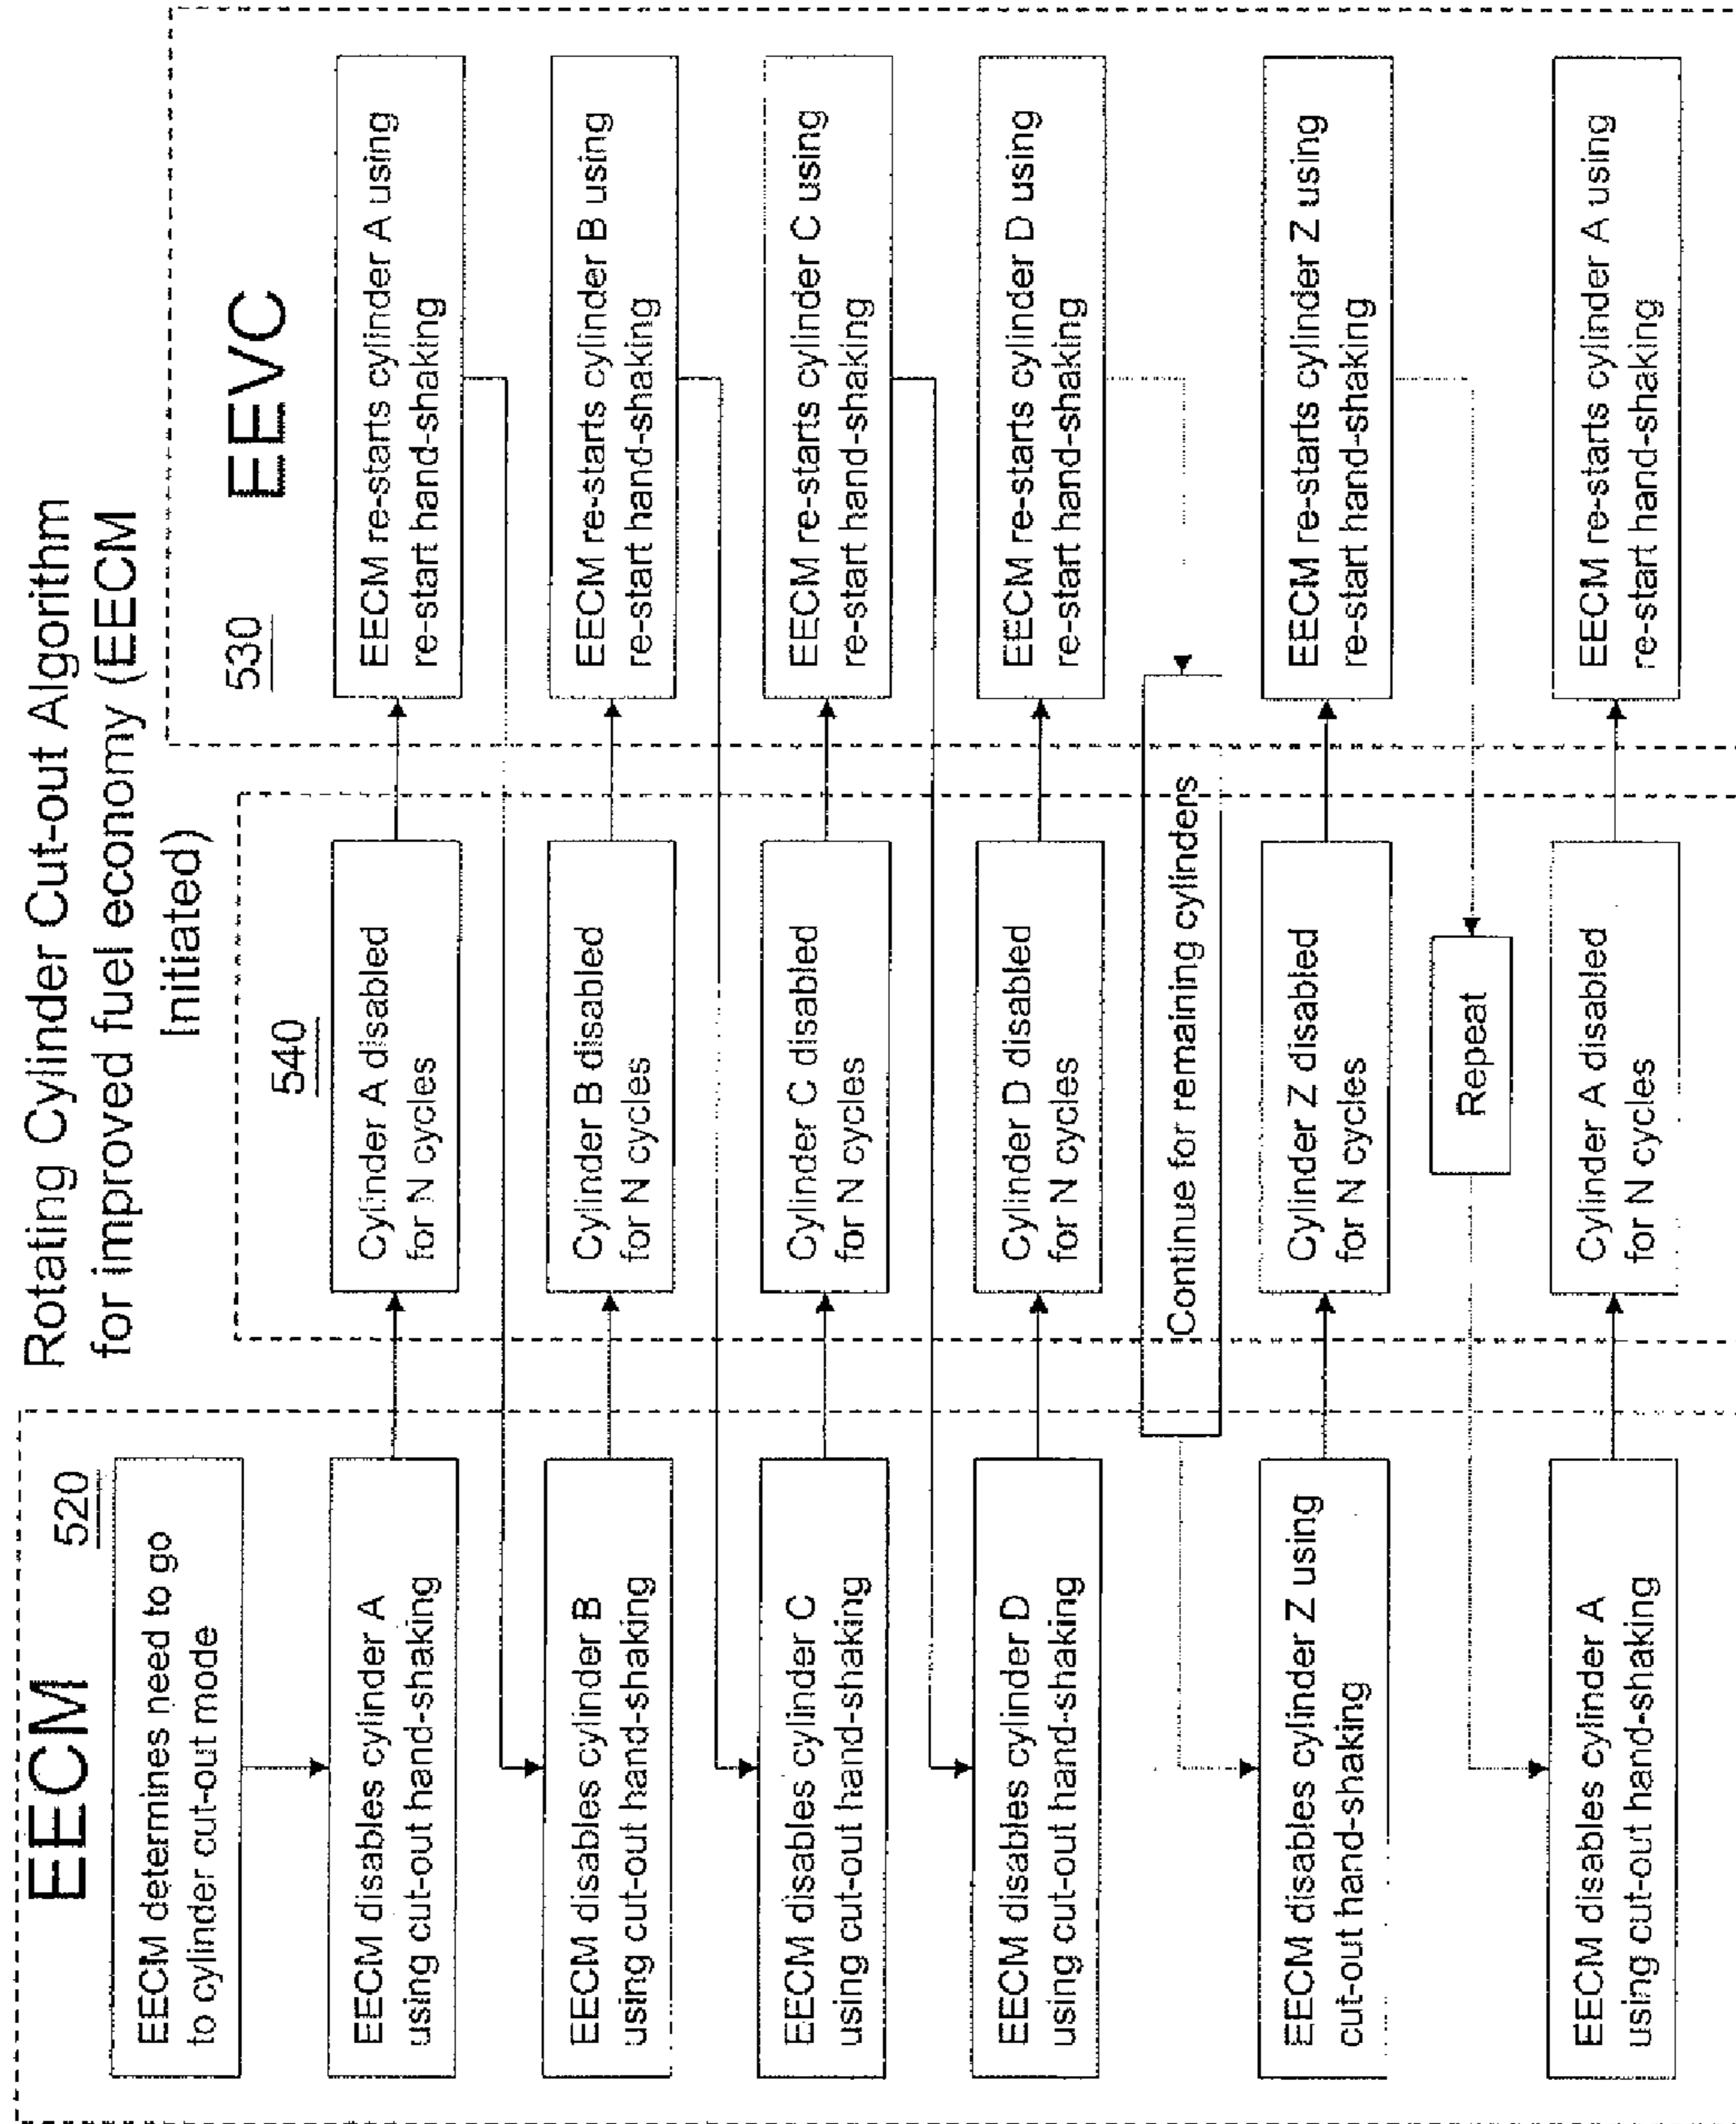 Rotating Cylinder Cut-out Algorithm
for improved fuel economy (EECM
Initiated)
EECM
520
540
530
EEVC
EECM determines need to go
to cylinder cut-out mode
EECM disables cylinder A
using cut-out hand-shaking
Cylinder A disabled
for N cycles
EECM re-starts cylinder A using
re-start hand-shaking
EECM disables cylinder B
using cut-out hand-shaking
Cylinder B disabled
for N cycles
EECM re-starts cylinder B using
re-start hand-shaking
EECM disables cylinder C
using cut-out hand-shaking
Cylinder C disabled
for N cycles
EECM re-starts cylinder C using
re-start hand-shaking
EECM disables cylinder D
using cut-out hand-shaking
Cylinder D disabled
for N cycles
EECM re-starts cylinder D using
re-start hand-shaking
Continue for remaining cylinders
EECM disables cylinder Z using
cut-out hand-shaking
Cylinder Z disabled
for N cycles
EECM re-starts cylinder Z using
re-start hand-shaking
Repeat
EECM disables cylinder A
using cut-out hand-shaking
Cylinder A disabled
for N cycles
EECM re-starts cylinder A using
re-start hand-shaking